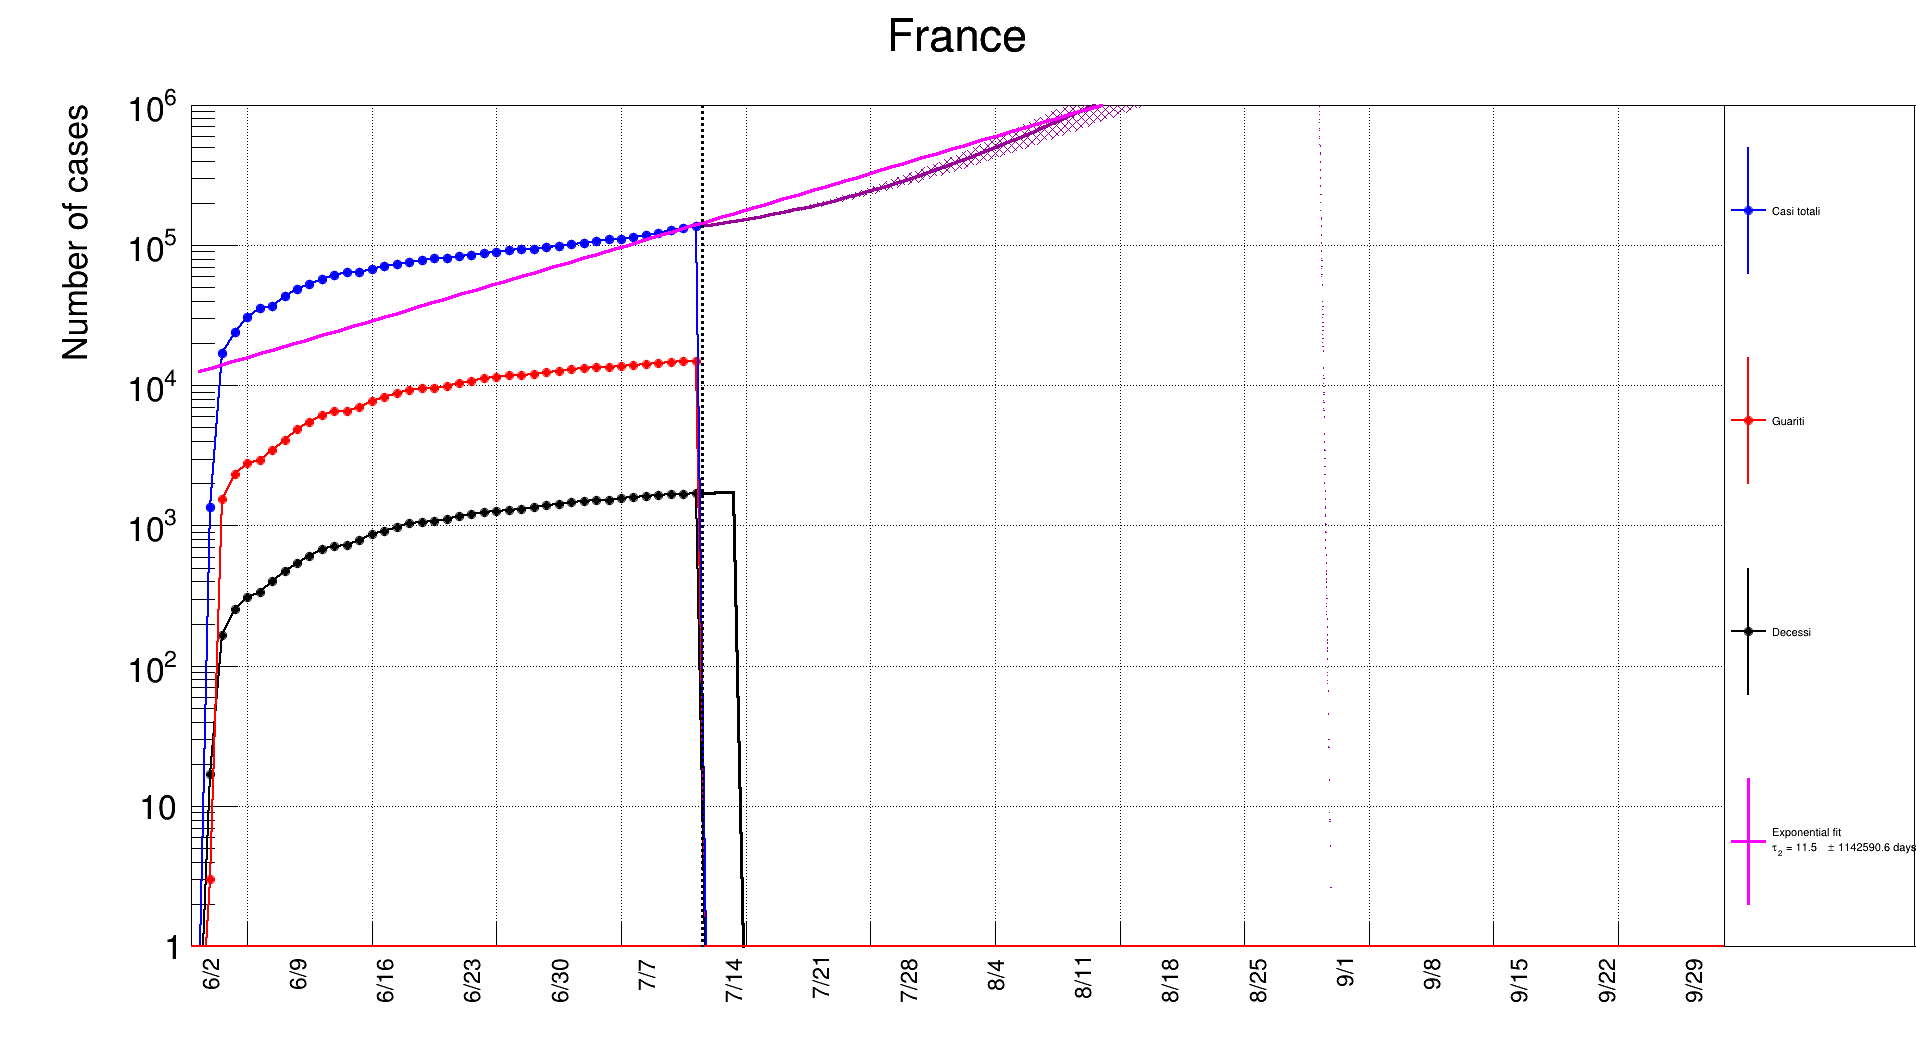 France
Number of cases
10^6
10^5
10^4
10^3
10^2
10
1
6/2 6/9 6/16 6/23 6/30 7/7 7/14 7/21 7/28 8/4 8/11 8/18 8/25 9/1 9/8 9/15 9/22 9/29
Casi totali
Guariti
Decessi
Exponential fit
τ_2 = 11.5 ± 1142590.6 days